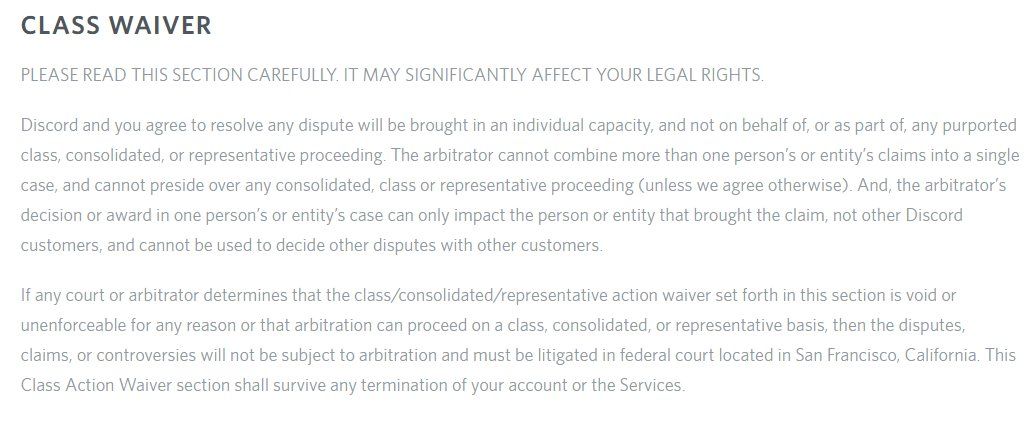 CLASS WAIVER
PLEASE READ THIS SECTION CAREFULLY. IT MAY SIGNIFICANTLY AFFECT YOUR LEGAL RIGHTS.
Discord and you agree to resolve any dispute will be brought in an individual capacity, and not on behalf of, or as part of, any purported
class, consolidated, or representative proceeding. The arbitrator cannot combine more than one person’s or entity’s claims into a single
case, and cannot preside over any consolidated, class or representative proceeding (unless we agree otherwise). And, the arbitrator’s
decision or award in one person’s or entity’s case can only impact the person or entity that brought the claim, not other Discord
customers, and cannot be used to decide other disputes with other customers.
If any court or arbitrator determines that the class/consolidated/representative action waiver set forth in this section is void or
unenforceable for any reason or that arbitration can proceed on a class, consolidated, or representative basis, then the disputes,
claims, or controversies will not be subject to arbitration and must be litigated in federal court located in San Francisco, California. This
Class Action Waiver section shall survive any termination of your account or the Services.